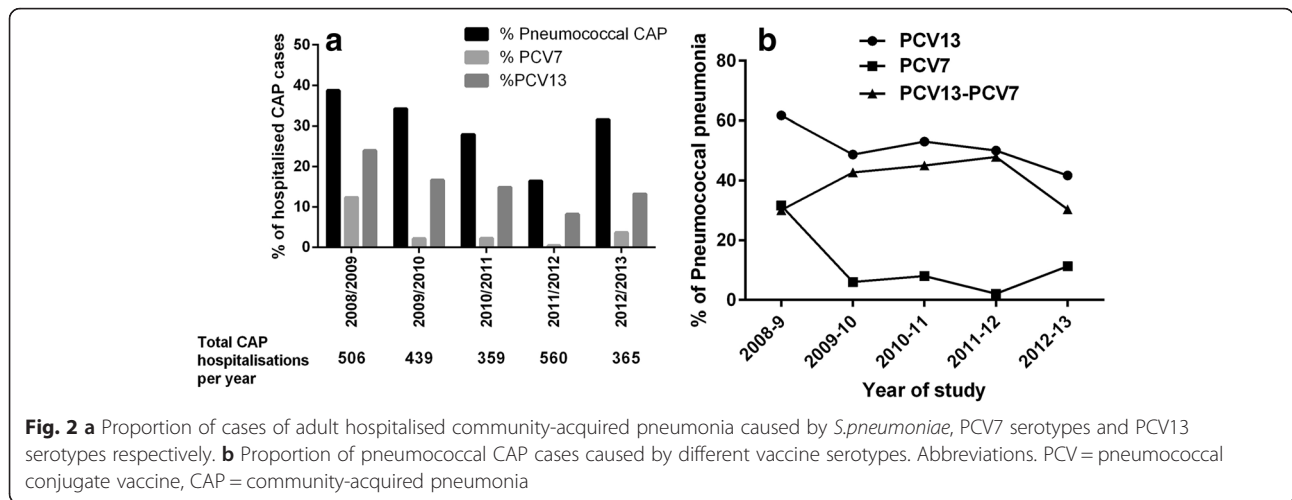 a
% Pneumococcal CAP
% PCV7
%PCV13
% of hospitalised CAP cases
50
40
30
20
10
0
2008/2009
2009/2010
2010/2011
2011/2012
2012/2013
Total CAP
hospitalisations
per year
506 439 359 560 365
b
PCV13
PCV7
PCV13-PCV7
% of Pneumococcal pneumonia
80
60
40
20
0
2008-9
2009-10
2010-11
2011-12
2012-13
Year of study
Fig. 2 a Proportion of cases of adult hospitalised community-acquired pneumonia caused by S.pneumoniae, PCV7 serotypes and PCV13
serotypes respectively. b Proportion of pneumococcal CAP cases caused by different vaccine serotypes. Abbreviations. PCV = pneumococcal
conjugate vaccine, CAP = community-acquired pneumonia